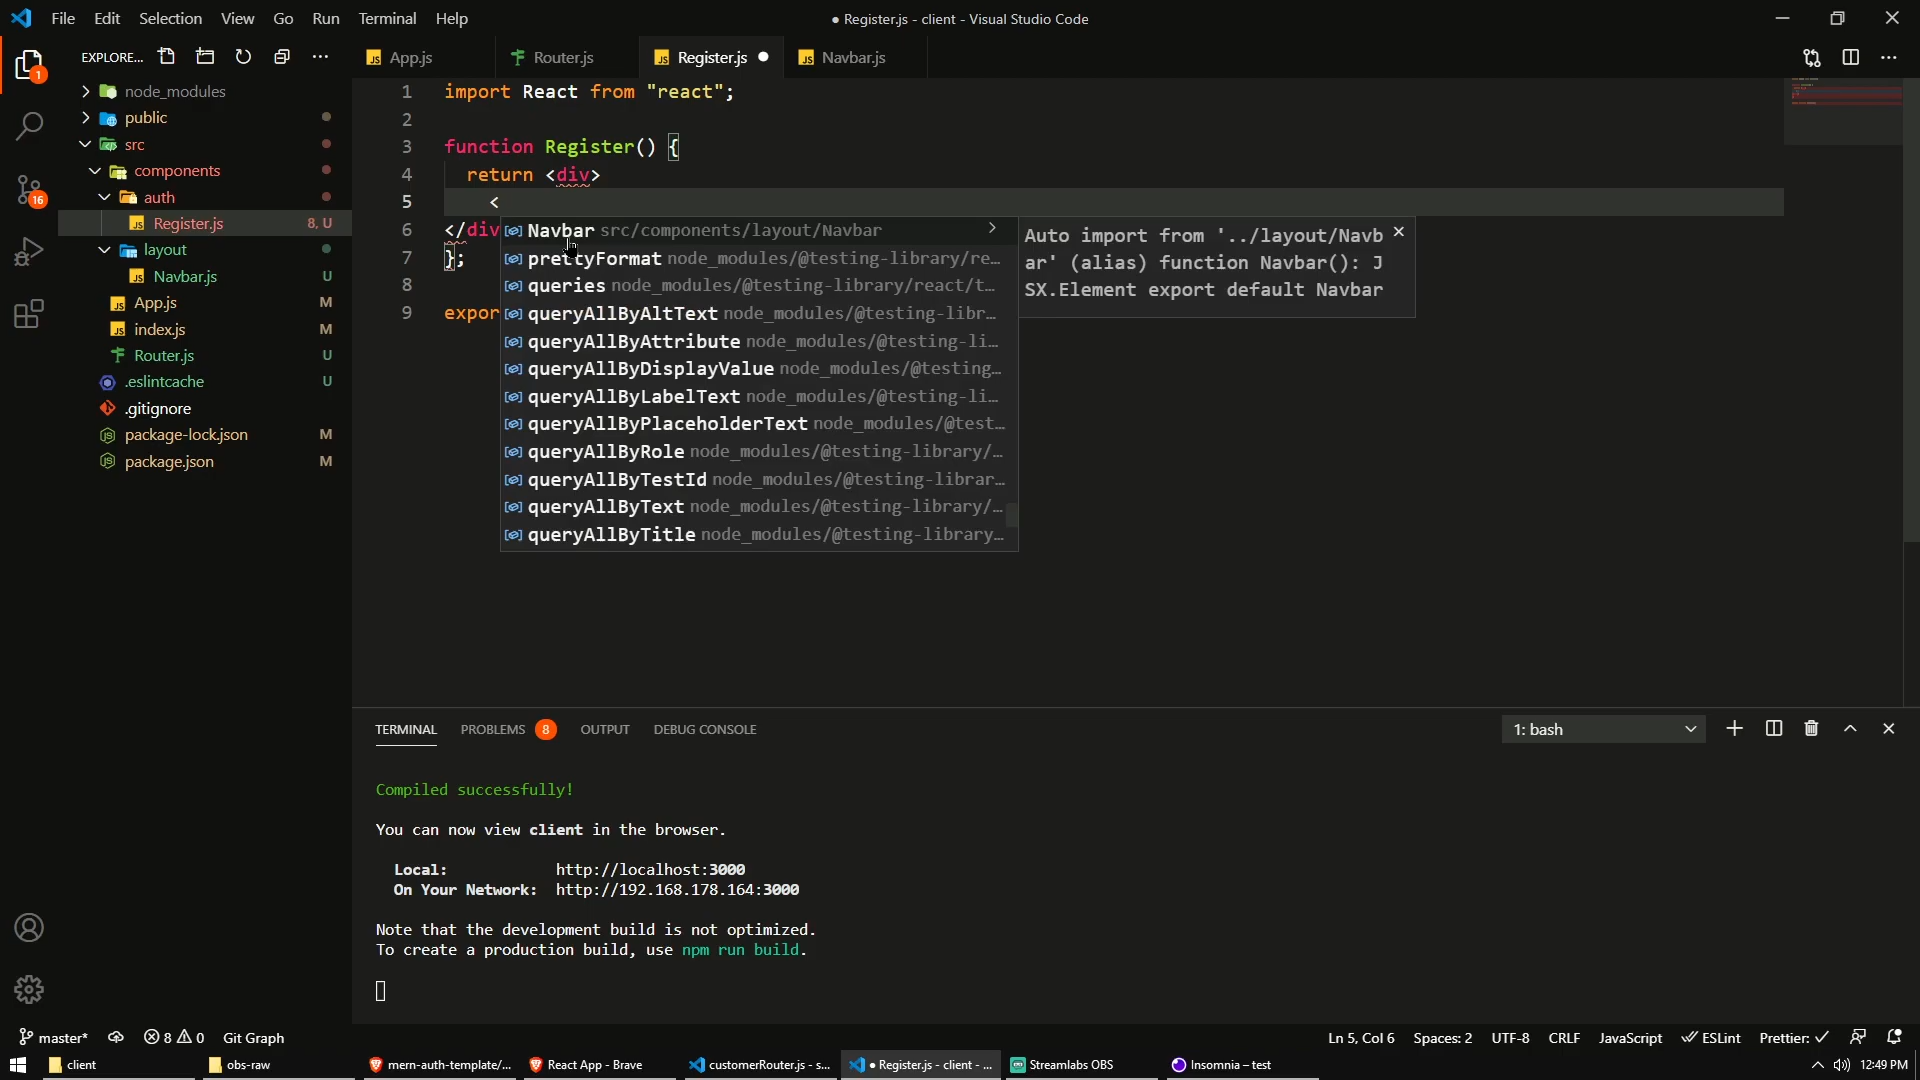 File Edit Selection View Go Run Terminal Help
● Register.js - client - Visual Studio Code
EXPLORE...
App.js
Router.js
Register.js
Navbar.js
1
node_modules
public
src
components
auth
Register.js 8, U
layout
Navbar.js U
App.js M
index.js M
Router.js U
.eslintcache U
.gitignore
package-lock.json M
package.json M
16
1 import React from "react";
2
3 function Register() {
4 return <div>
5 <
6 </div
7 };
8
9 expor
Navbar src/components/layout/Navbar
prettyFormat node_modules/@testing-library/re...
queries node_modules/@testing-library/react/t...
queryAllByAltText node_modules/@testing-libr...
queryAllByAttribute node_modules/@testing-li...
queryAllByDisplayValue node_modules/@testing...
queryAllByLabelText node_modules/@testing-li...
queryAllByPlaceholderText node_modules/@test...
queryAllByRole node_modules/@testing-library/...
queryAllByTestId node_modules/@testing-librar...
queryAllByText node_modules/@testing-library/...
queryAllByTitle node_modules/@testing-library...
Auto import from '../layout/Navb
ar' (alias) function Navbar(): J
SX.Element export default Navbar
TERMINAL PROBLEMS 8 OUTPUT DEBUG CONSOLE
1: bash
Compiled successfully!
You can now view client in the browser.
Local: http://localhost:3000
On Your Network: http://192.168.178.164:3000
Note that the development build is not optimized.
To create a production build, use npm run build.
master* 8 0 Git Graph
Ln 5, Col 6 Spaces: 2 UTF-8 CRLF JavaScript ESLint Prettier: ✓
client
obs-raw
mern-auth-template/...
React App - Brave
customerRouter.js - s...
● Register.js - client - ...
Streamlabs OBS
Insomnia – test
12:49 PM